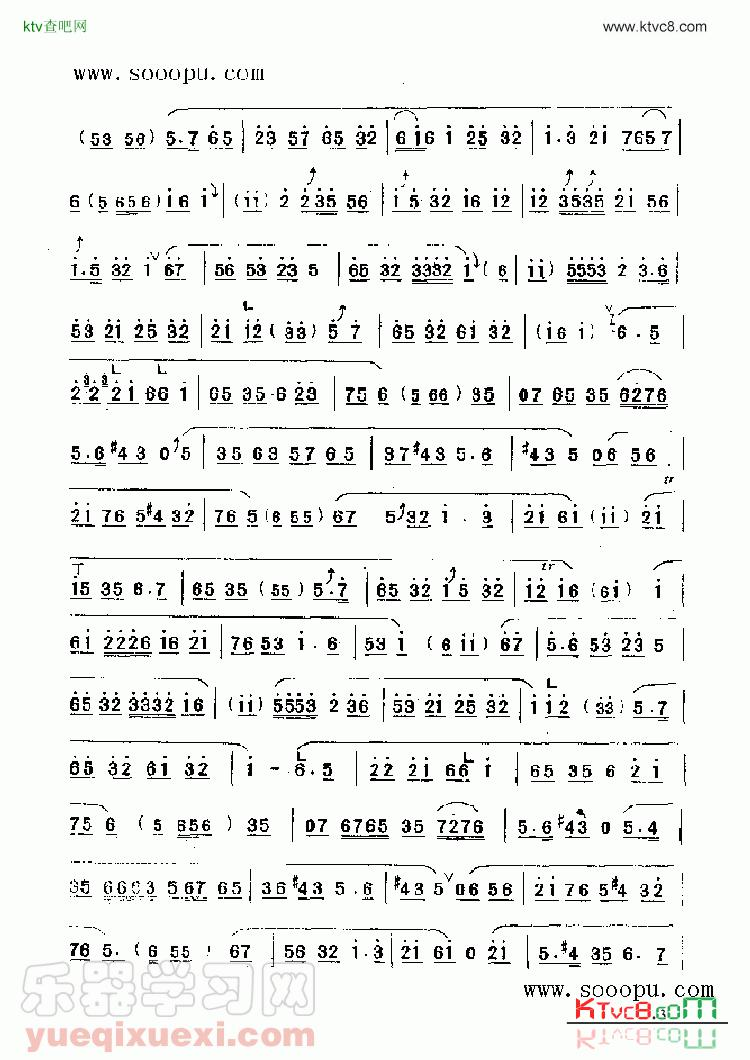 ktv查吧网 www.ktvc8.com
www.sooopu.com
(53 56) 5.7 65 | 23 57 65 32 | 6 i6 i 25 32 | i.3 2i 7657 |
6 (5 656) i6 i | (ii) 2 235 56 | i5 32 i6 i2 | i2 3535 2i 56 |
i.5 32 i 67 | 56 53 23 5 | 65 32 3332 i (6 | ii) 5553 2 3.6 |
53 2i 25 32 | 2i i2 (33) 5 7 | 65 32 6i 32 | (i6 i) 6.5 |
2 2 2i 66 i | 65 35·6 23 | 75 6 (5 66) 35 | 07 65 35 6276
5.6 #4 3 0 5 | 35 63 57 65 | 37 #43 5.6 | #43 5 06 56 |
tr
2i 76 5#4 32 | 76 5 (6 55) 67 5 32 i . 3 | 2i 6i (ii) 2i |
tr
i5 35 6.7 | 65 35 (55) 5.7 | 65 32 i5 32 | i2 i6 (6i) i |
6i 2226 i6 2i | 76 53 i.6 | 53 i (6 ii) 67 | 5.6 53 23 5
65 32 3332 i6 | (ii) 5553 2 36 | 53 2i 25 32 | i i2 (33) 5.7 |
65 32 6i 32 | i - 6.5 | 22 2i 66 i | 65 35 6 2i |
75 6 (5 656) 35 | 07 6765 35 7276 | 5.6 #43 0 5.4 |
35 6663 5 67 65 | 36 #43 5.6 | #43 5 06 56 | 2i 76 5#4 32 |
76 5. (6 55 67 | 56 32 i.3 | 2i 6i 0 2i | 5.#4 35 6.7 |
www.sooopu.com
乐器学习网
yueqixuexi.com
KTVC8.com
3